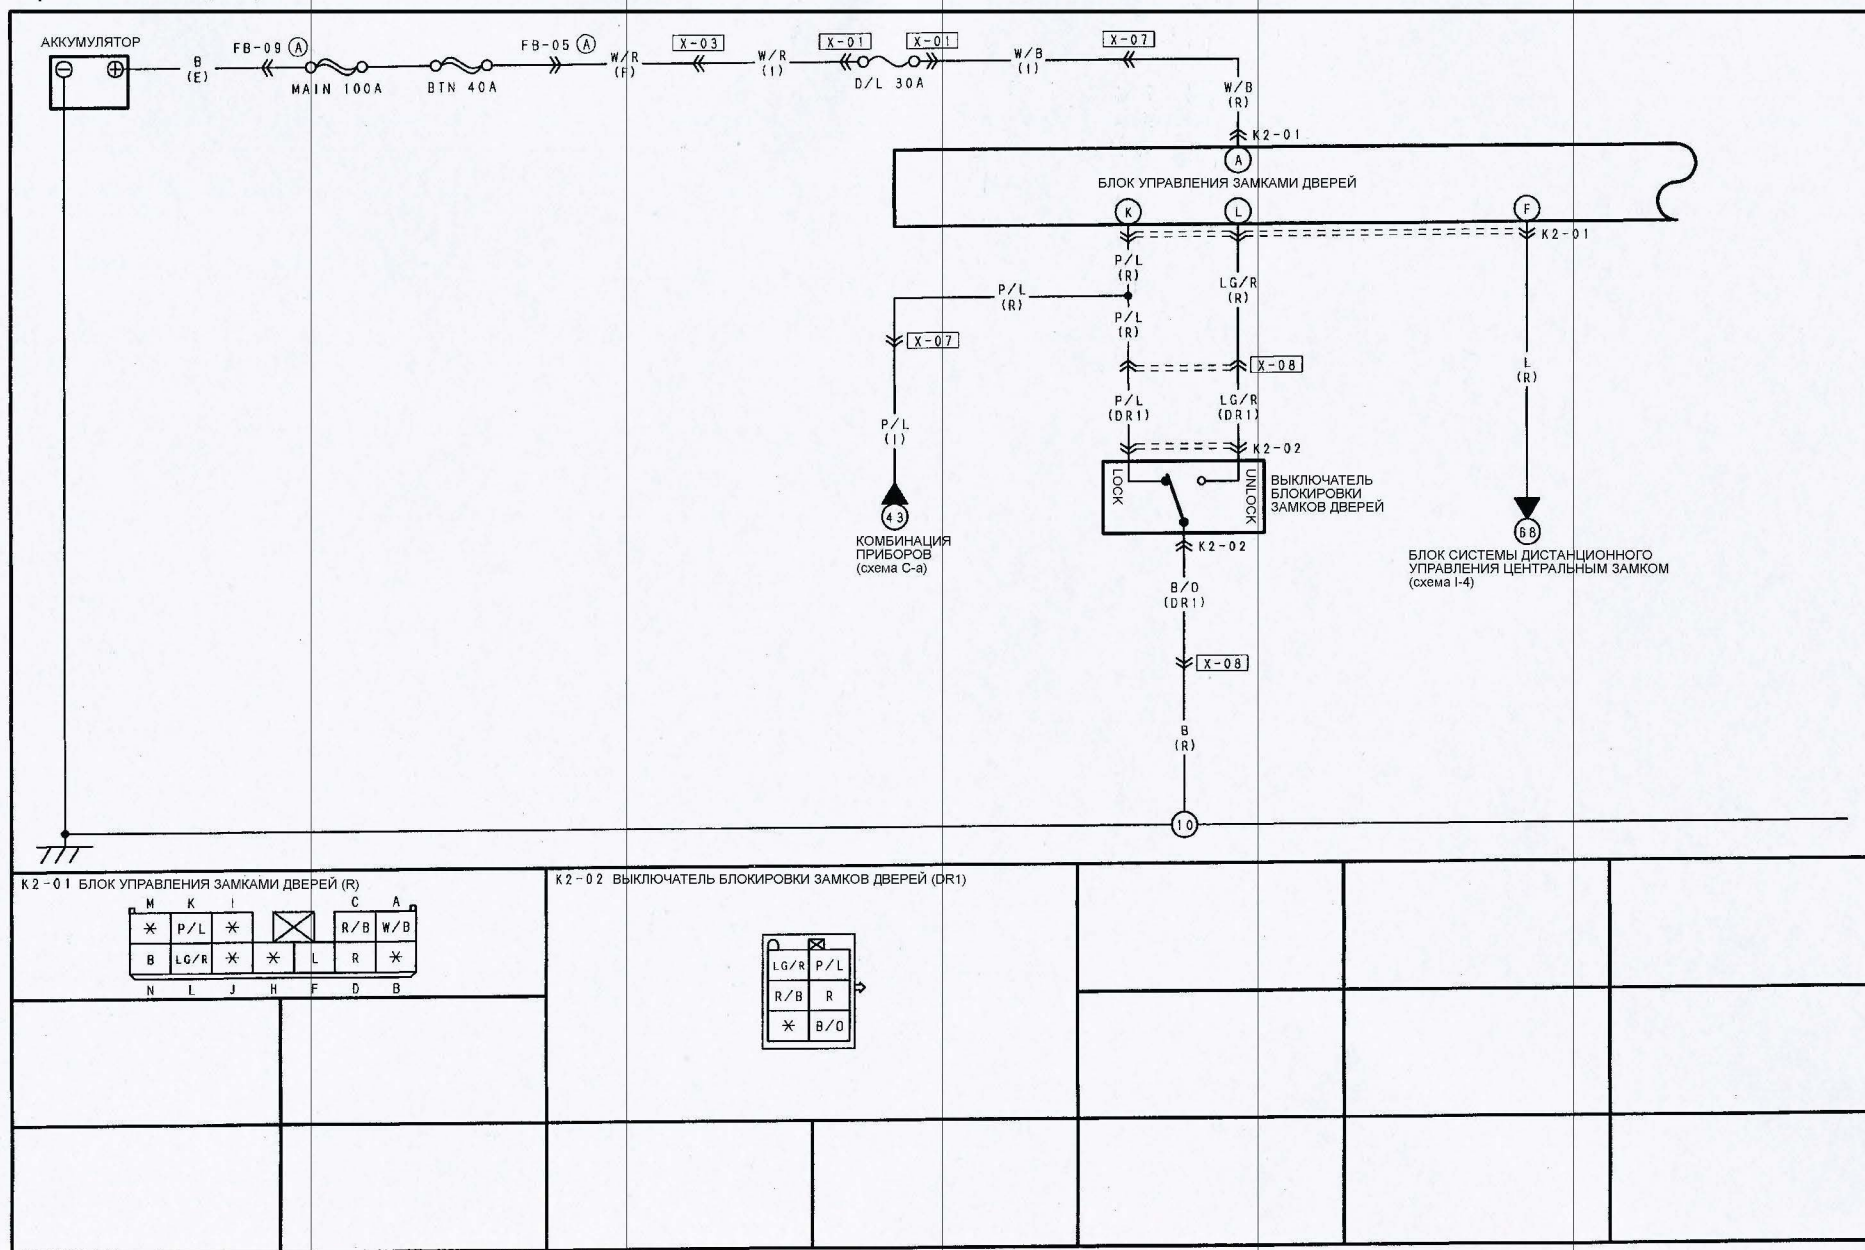 АККУМУЛЯТОР
B
(E)
FB-09 A
MAIN 100A
BTN 40A
FB-05 A
W/R
(F)
X-03
W/R
(I)
X-01
X-01
D/L 30A
W/B
(I)
X-07
W/B
(R)
K2-01
A
БЛОК УПРАВЛЕНИЯ ЗАМКАМИ ДВЕРЕЙ
K
L
F
K2-01
P/L
(R)
LG/R
(R)
P/L
(R)
P/L
(R)
X-07
X-08
L
(R)
P/L
(DR1)
LG/R
(DR1)
P/L
(I)
K2-02
LOCK
UNLOCK
ВЫКЛЮЧАТЕЛЬ
БЛОКИРОВКИ
ЗАМКОВ ДВЕРЕЙ
43
КОМБИНАЦИЯ
ПРИБОРОВ
(схема С-а)
K2-02
68
БЛОК СИСТЕМЫ ДИСТАНЦИОННОГО
УПРАВЛЕНИЯ ЦЕНТРАЛЬНЫМ ЗАМКОМ
(схема I-4)
B/O
(DR1)
X-08
B
(R)
10
K2-01 БЛОК УПРАВЛЕНИЯ ЗАМКАМИ ДВЕРЕЙ (R)
M K I C A
* P/L * R/B W/B
B LG/R * * L R *
N L J H F D B
K2-02 ВЫКЛЮЧАТЕЛЬ БЛОКИРОВКИ ЗАМКОВ ДВЕРЕЙ (DR1)
LG/R P/L
R/B R
* B/O